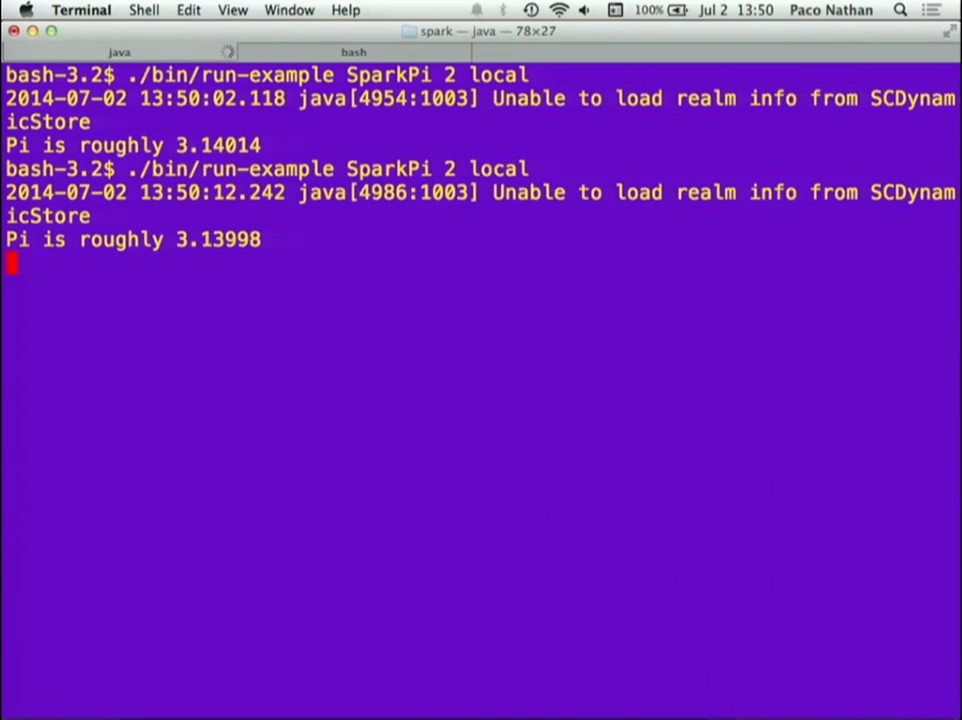 Terminal Shell Edit View Window Help 100% Jul 2 13:50 Paco Nathan
spark — java — 78×27
java bash
bash-3.2$ ./bin/run-example SparkPi 2 local
2014-07-02 13:50:02.118 java[4954:1003] Unable to load realm info from SCDynam
icStore
Pi is roughly 3.14014
bash-3.2$ ./bin/run-example SparkPi 2 local
2014-07-02 13:50:12.242 java[4986:1003] Unable to load realm info from SCDynam
icStore
Pi is roughly 3.13998